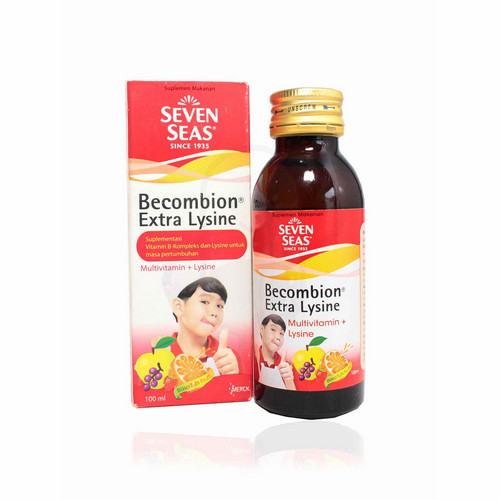 Suplemen Makanan
SEVEN
SEAS®
SINCE 1935
Becombion®
Extra Lysine
Suplementasi
Vitamin B-Kompleks dan Lysine untuk
masa pertumbuhan
Multivitamin + Lysine
100 ml
MERCK
UNSCREW
Suplemen Makanan
SEVEN
SEAS®
SINCE 1935
Becombion®
Extra Lysine
Multivitamin +
Lysine